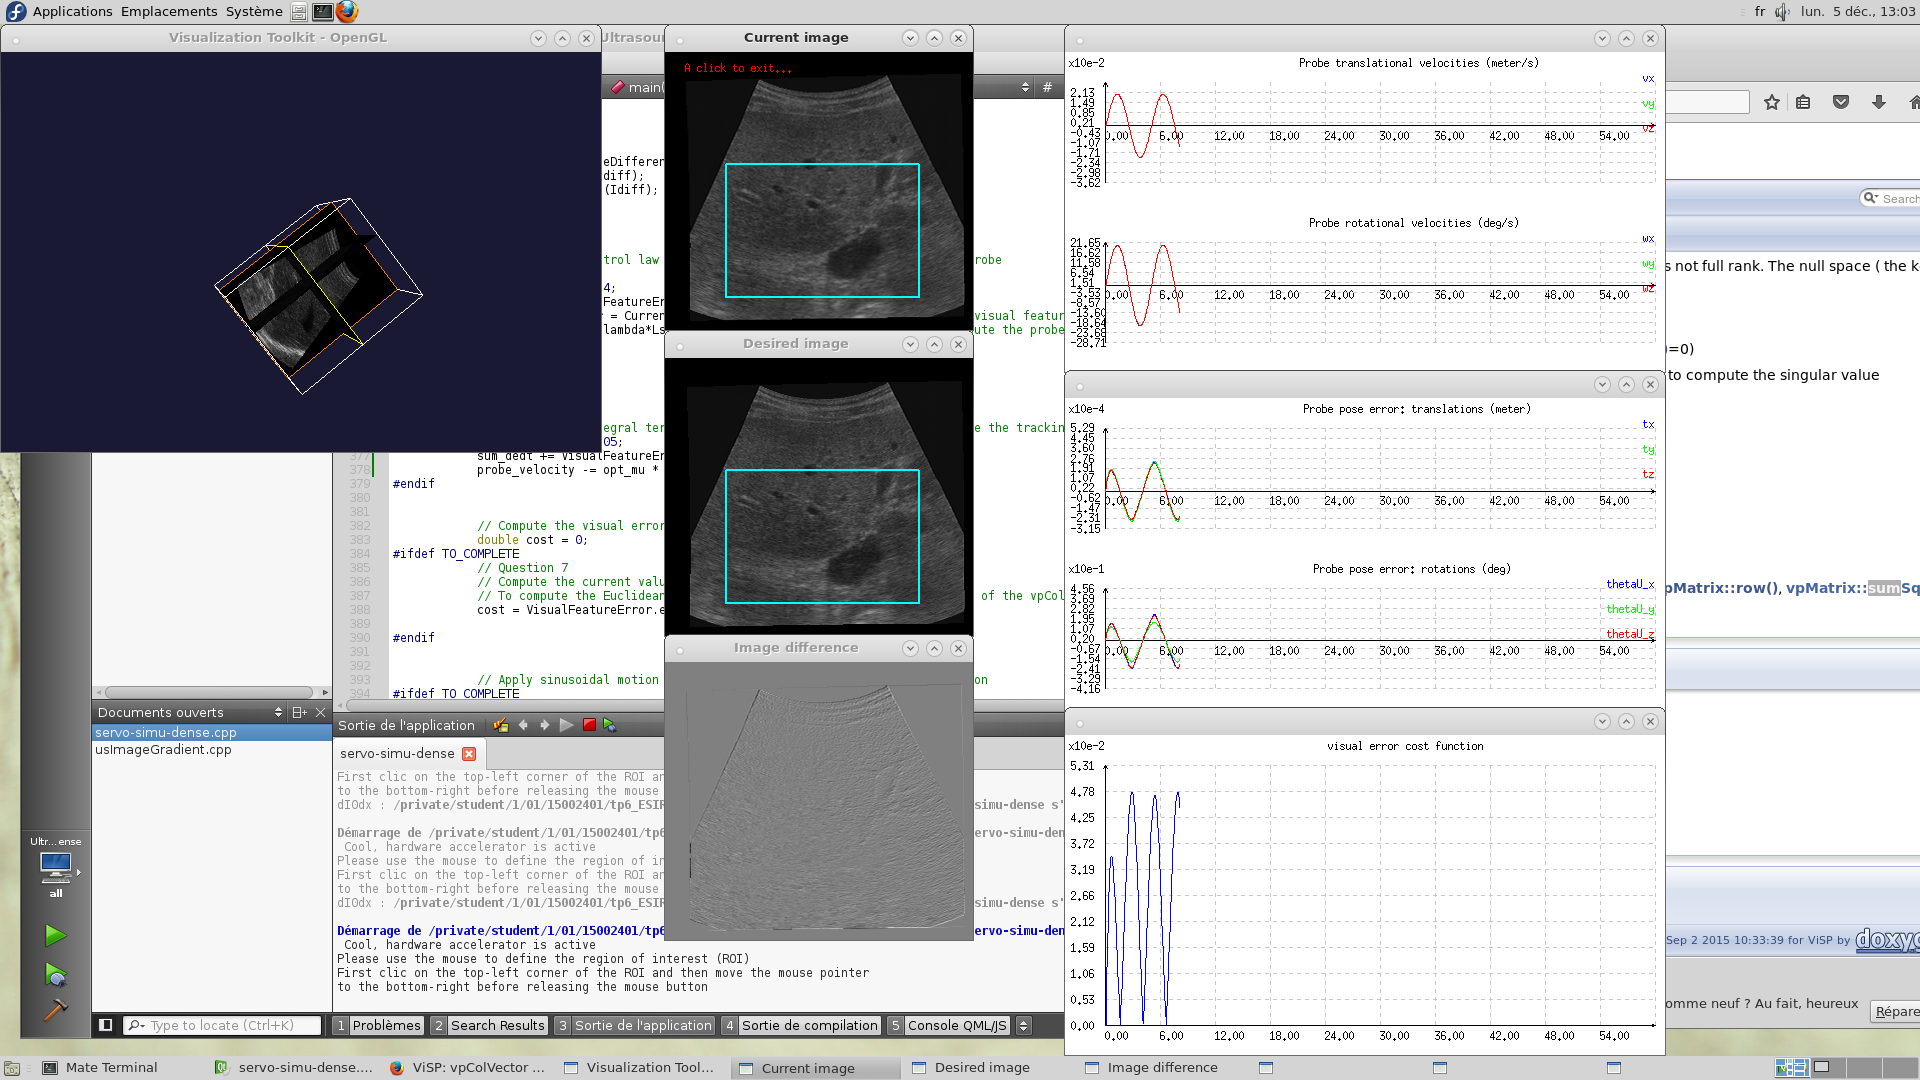 Applications Emplacements Système
fr lun. 5 déc., 13:03
Visualization Toolkit - OpenGL
Ultrasou
main(
#
eDifferen
diff);
(Idiff);
trol law
robe
4;
FeatureEr
= Curren
visual featur
lambda*Ls
ute the probe
egral ter
e the trackin
05;
377 sum_dedt += VisualFeatureEr
378 probe_velocity -= opt_mu *
379 #endif
380
381
382 // Compute the visual error
383 double cost = 0;
384 #ifdef TO_COMPLETE
385 // Question 7
386 // Compute the current valu
387 // To compute the Euclidear of the vpCol
388 cost = VisualFeatureError.e
389
390 #endif
391
392
393 // Apply sinusoidal motion on
394 #ifdef TO_COMPLETE
Current image
A click to exit...
Desired image
Image difference
x10e-2 Probe translational velocities (meter/s)
vx
vy
vz
2.13
1.49
0.85
0.21
-0.43
-1.07
-1.71
-2.34
-2.98
-3.62
0.00 6.00 12.00 18.00 24.00 30.00 36.00 42.00 48.00 54.00
Probe rotational velocities (deg/s)
wx
wy
wz
21.65
16.62
11.58
6.54
1.51
-8.57
-13.60
-18.64
-23.68
-28.71
0.00 6.00 12.00 18.00 24.00 30.00 36.00 42.00 48.00 54.00
x10e-4 Probe pose error: translations (meter)
tx
ty
tz
5.29
4.45
3.60
2.76
1.91
1.07
0.22
-0.62
-1.47
-2.31
-3.15
0.00 6.00 12.00 18.00 24.00 30.00 36.00 42.00 48.00 54.00
x10e-1 Probe pose error: rotations (deg)
thetaU_x
thetaU_y
thetaU_z
4.56
3.69
2.82
1.95
1.07
0.20
-0.67
-1.54
-2.41
-4.16
0.00 6.00 12.00 18.00 24.00 30.00 36.00 42.00 48.00 54.00
x10e-2 visual error cost function
5.31
4.78
4.25
3.72
3.19
2.66
2.12
1.59
1.06
0.53
0.00
0.00 6.00 12.00 18.00 24.00 30.00 36.00 42.00 48.00 54.00
Search
s not full rank. The null space ( the k
)=0)
to compute the singular value
pMatrix::row(), vpMatrix::sumSq
Sep 2 2015 10:33:39 for ViSP by doxyg
omme neuf ? Au fait, heureux
Répare
Documents ouverts
servo-simu-dense.cpp
usImageGradient.cpp
Ultr...ense
all
Sortie de l'application
servo-simu-dense
First clic on the top-left corner of the ROI an
to the bottom-right before releasing the mouse
dIOdx : /private/student/1/01/15002401/tp6_ESIR simu-dense s'
Démarrage de /private/student/1/01/15002401/tp6 ervo-simu-den
Cool, hardware accelerator is active
Please use the mouse to define the region of in
First clic on the top-left corner of the ROI an
to the bottom-right before releasing the mouse
dIOdx : /private/student/1/01/15002401/tp6_ESIR simu-dense s'
Démarrage de /private/student/1/01/15002401/tp6 ervo-simu-den
Cool, hardware accelerator is active
Please use the mouse to define the region of interest (ROI)
First clic on the top-left corner of the ROI and then move the mouse pointer
to the bottom-right before releasing the mouse button
Type to locate (Ctrl+K)
1 Problèmes 2 Search Results 3 Sortie de l'application 4 Sortie de compilation 5 Console QML/JS
Mate Terminal servo-simu-dense.... ViSP: vpColVector ... Visualization Tool... Current image Desired image Image difference